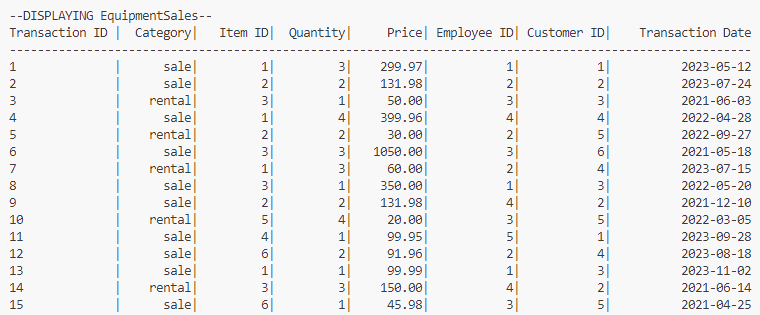 --DISPLAYING EquipmentSales--
Transaction ID | Category| Item ID| Quantity| Price| Employee ID| Customer ID| Transaction Date
----------------------------------------------------------------------------------------------------
1 | sale| 1| 3| 299.97| 1| 1| 2023-05-12
2 | sale| 2| 2| 131.98| 2| 2| 2023-07-24
3 | rental| 3| 1| 50.00| 3| 3| 2021-06-03
4 | sale| 1| 4| 399.96| 4| 4| 2022-04-28
5 | rental| 2| 2| 30.00| 2| 5| 2022-09-27
6 | sale| 3| 3| 1050.00| 3| 6| 2021-05-18
7 | rental| 1| 3| 60.00| 2| 4| 2023-07-15
8 | sale| 3| 1| 350.00| 1| 3| 2022-05-20
9 | sale| 2| 2| 131.98| 4| 2| 2021-12-10
10 | rental| 5| 4| 20.00| 3| 5| 2022-03-05
11 | sale| 4| 1| 99.95| 5| 1| 2023-09-28
12 | sale| 6| 2| 91.96| 2| 4| 2023-08-18
13 | sale| 1| 1| 99.99| 1| 3| 2023-11-02
14 | rental| 3| 3| 150.00| 4| 2| 2021-06-14
15 | sale| 6| 1| 45.98| 3| 5| 2021-04-25